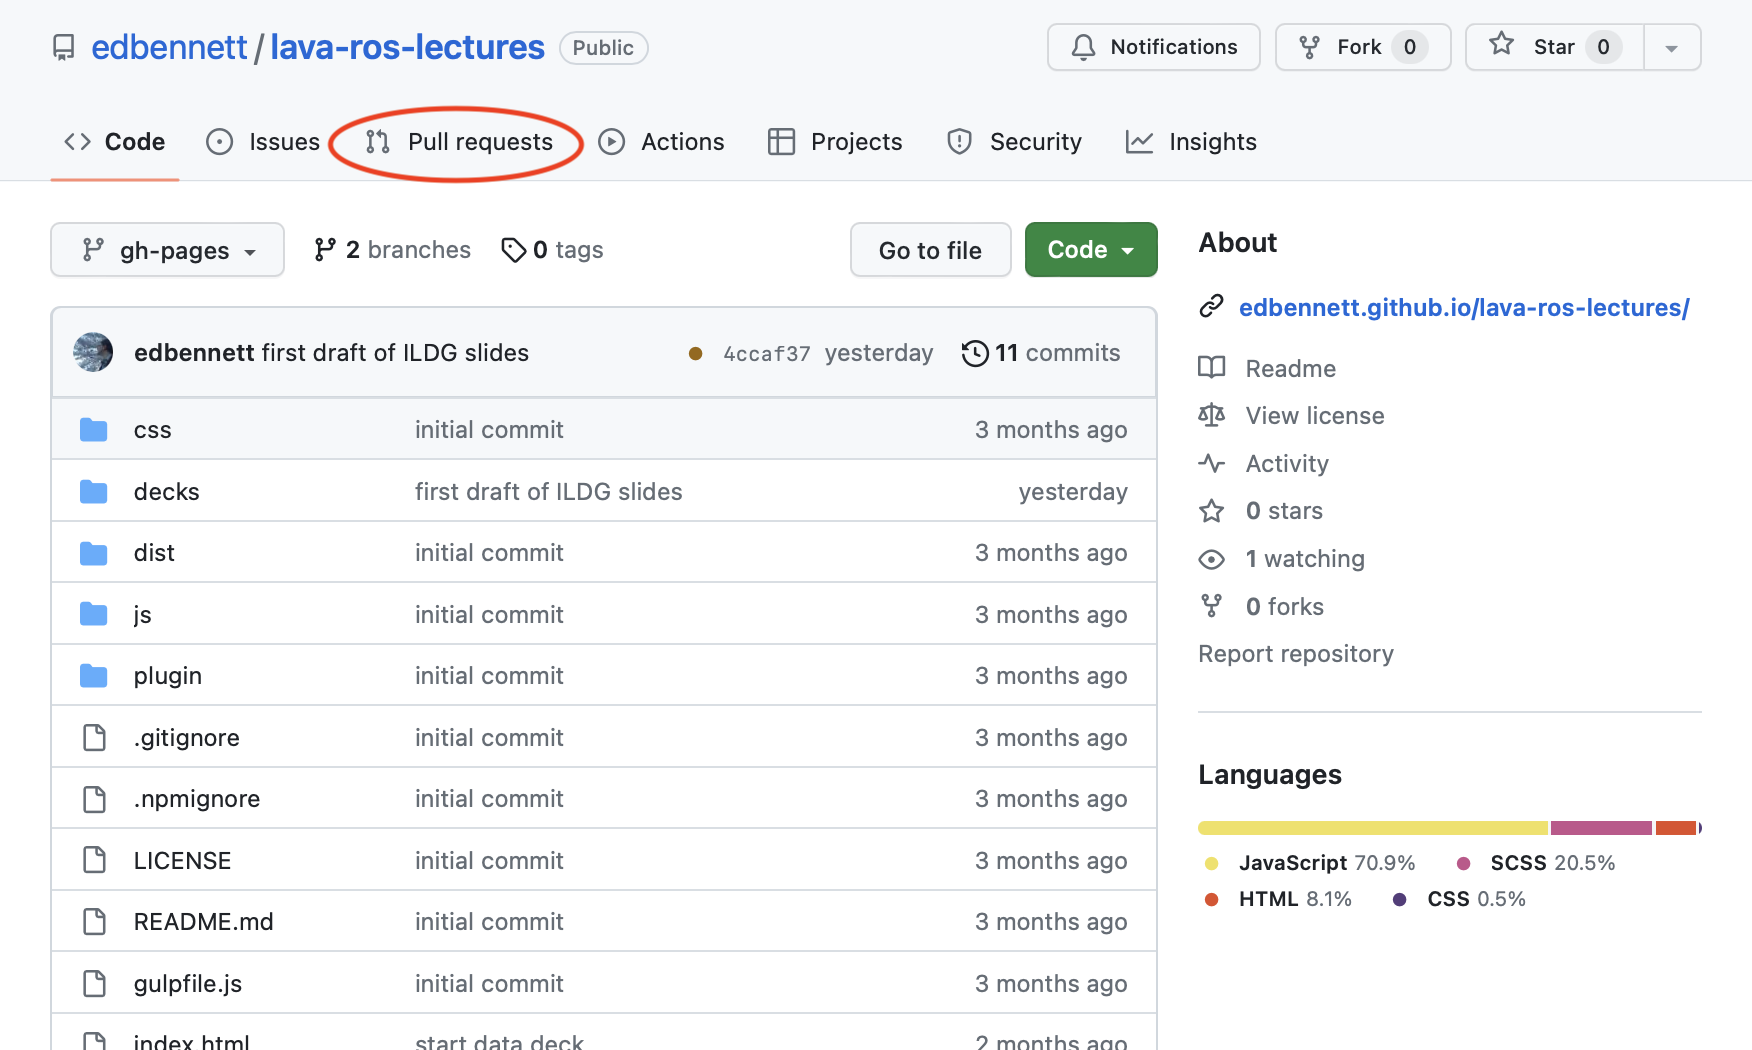 edbennett / lava-ros-lectures Public
Notifications Fork 0 Star 0
Code Issues Pull requests Actions Projects Security Insights
gh-pages 2 branches 0 tags Go to file Code
edbennett first draft of ILDG slides 4ccaf37 yesterday 11 commits
css initial commit 3 months ago
decks first draft of ILDG slides yesterday
dist initial commit 3 months ago
js initial commit 3 months ago
plugin initial commit 3 months ago
.gitignore initial commit 3 months ago
.npmignore initial commit 3 months ago
LICENSE initial commit 3 months ago
README.md initial commit 3 months ago
gulpfile.js initial commit 3 months ago
index.html start data deck 2 months ago
About
edbennett.github.io/lava-ros-lectures/
Readme
View license
Activity
0 stars
1 watching
0 forks
Report repository
Languages
JavaScript 70.9% SCSS 20.5%
HTML 8.1% CSS 0.5%